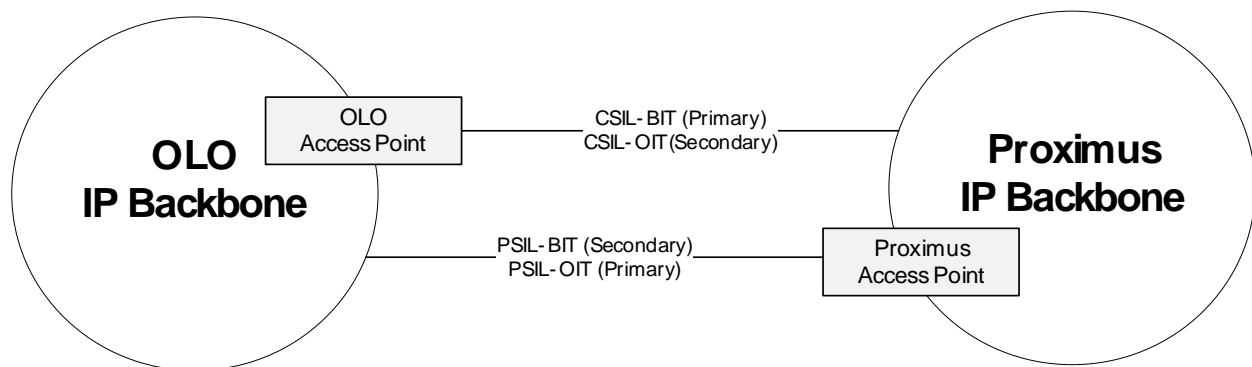 OLO
IP Backbone
OLO
Access Point
CSIL-BIT (Primary)
CSIL-OIT(Secondary)
Proximus
IP Backbone
PSIL-BIT (Secondary)
PSIL-OIT (Primary)
Proximus
Access Point